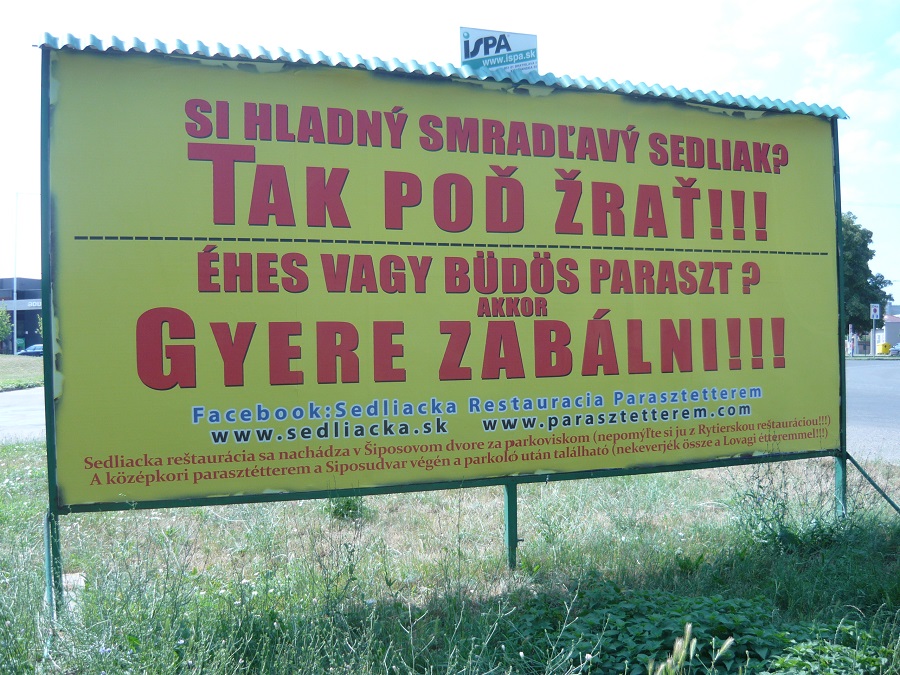 iSPA
www.ispa.sk
SI HLADNÝ SMRADĽAVÝ SEDLIAK?
TAK POĎ ŽRAŤ!!!
ÉHES VAGY BÜDÖS PARASZT ?
AKKOR
GYERE ZABÁLNI!!!
Facebook:Sedliacka Restauracia Parasztetterem
www.sedliacka.sk www.parasztetterem.com
Sedliacka reštaurácia sa nachádza v Šiposovom dvore za parkoviskom (nepomýľte si ju z Rytierskou reštauráciou!!!)
A középkori parasztétterem a Siposudvar végén a parkoló után található (nekeverjék össze a Lovagi étteremmel!!!)